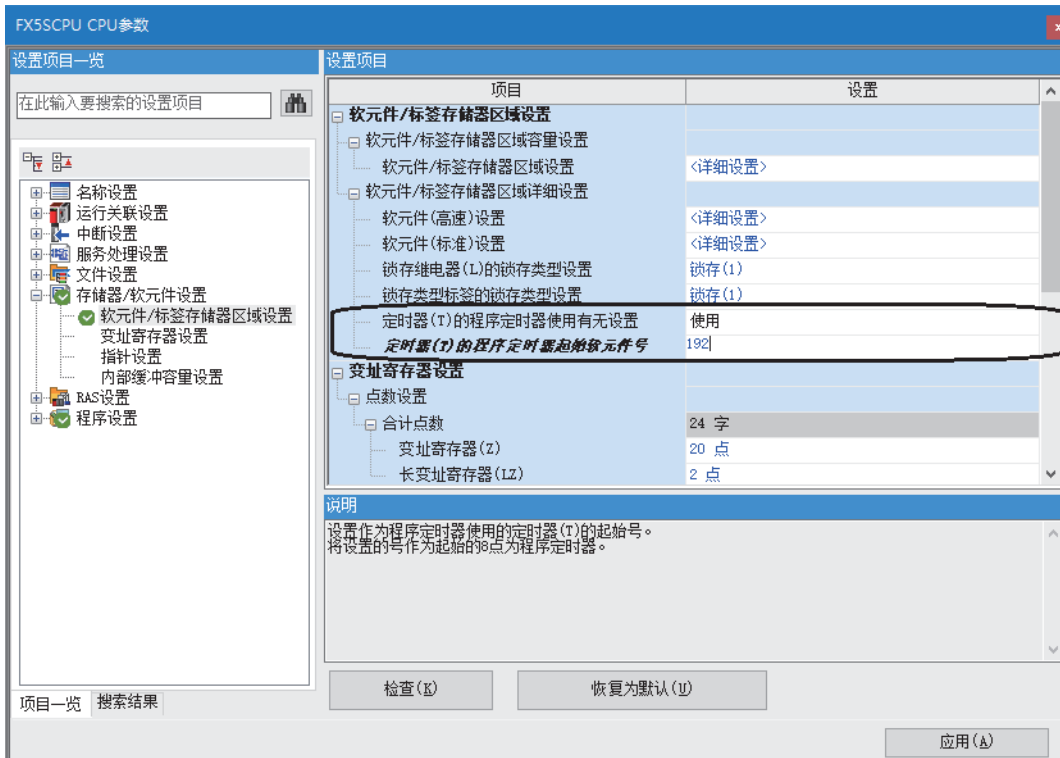 FX5SCPU CPU参数
设置项目一览
在此输入要搜索的设置项目
名称设置
运行关联设置
中断设置
服务处理设置
文件设置
存储器/软元件设置
软元件/标签存储器区域设置
变址寄存器设置
指针设置
内部缓冲容量设置
RAS设置
程序设置
项目一览 搜索结果
设置项目
项目 设置
软元件/标签存储器区域设置
软元件/标签存储器区域容量设置
软元件/标签存储器区域设置 <详细设置>
软元件/标签存储器区域详细设置
软元件(高速)设置 <详细设置>
软元件(标准)设置 <详细设置>
锁存继电器(L)的锁存类型设置 锁存(1)
锁存类型标签的锁存类型设置 锁存(1)
定时器(T)的程序定时器使用有无设置 使用
定时器(T)的程序定时器起始软元件号 192
变址寄存器设置
点数设置
合计点数 24 字
变址寄存器(Z) 20 点
长变址寄存器(LZ) 2 点
说明
设置作为程序定时器使用的定时器(T)的起始号。
将设置的号作为起始的8点为程序定时器。
检查(K) 恢复为默认(U)
应用(A)